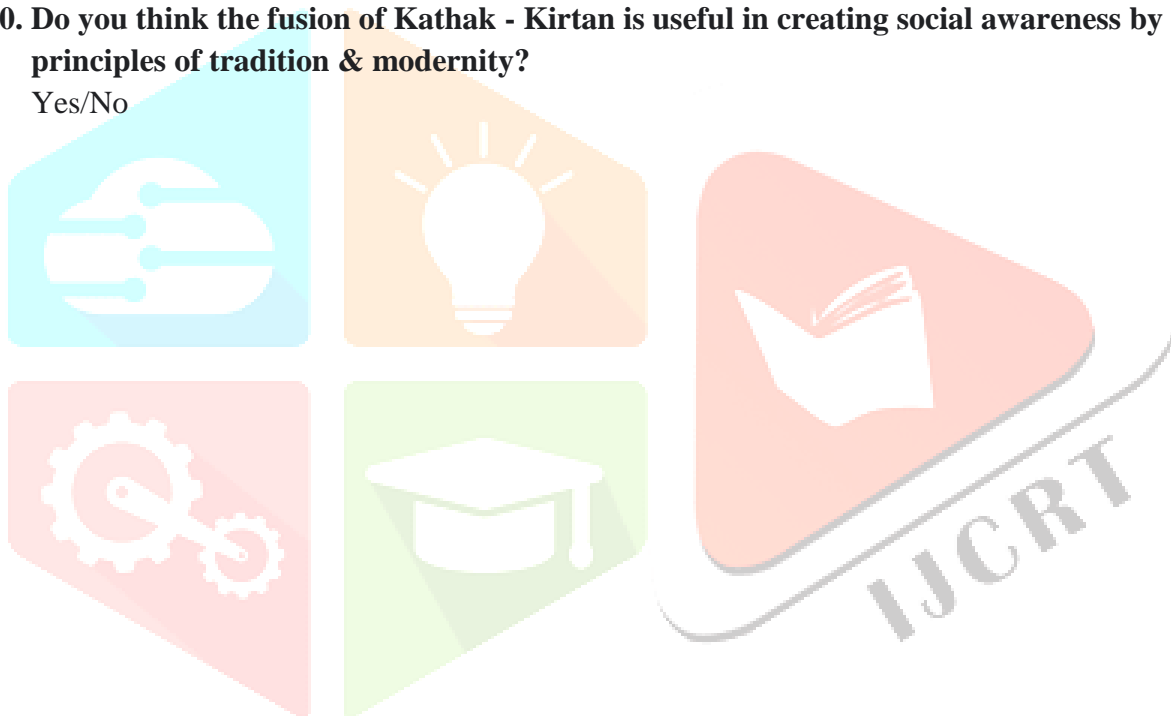 0. Do you think the fusion of Kathak - Kirtan is useful in creating social awareness by
principles of tradition & modernity?
Yes/No
IJCRT